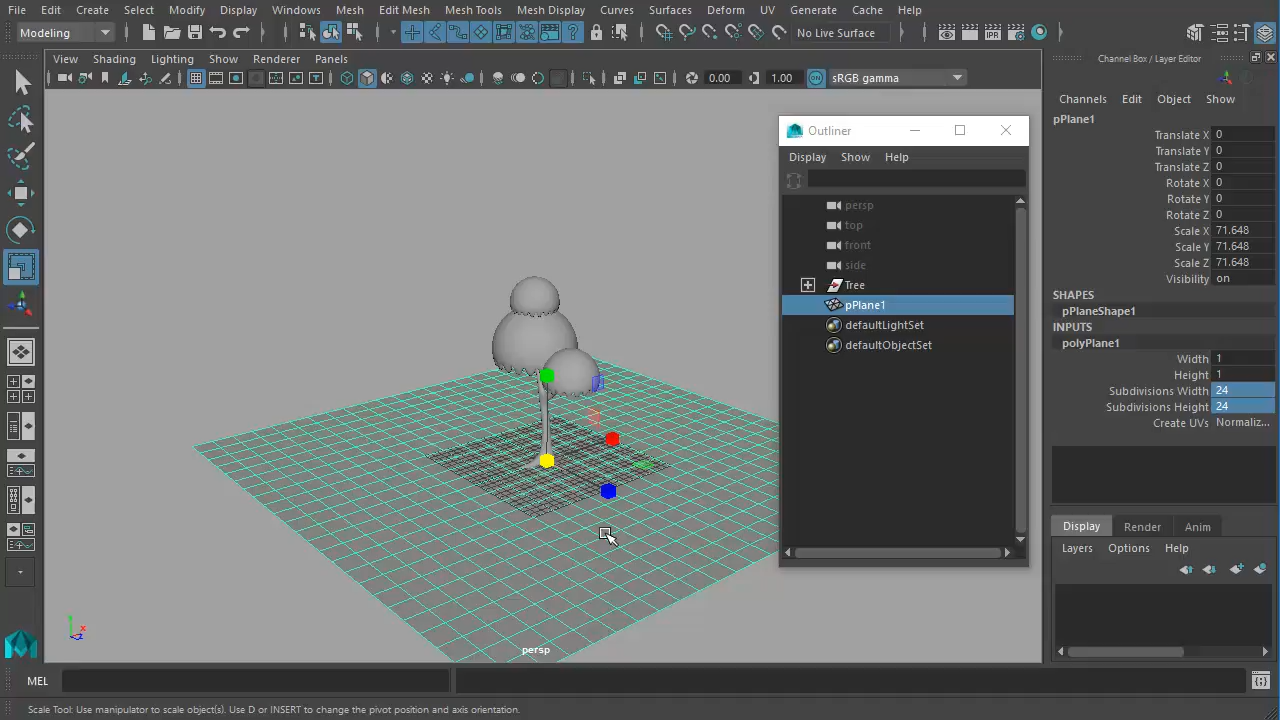 File Edit Create Select Modify Display Windows Mesh Edit Mesh Mesh Tools Mesh Display Curves Surfaces Deform UV Generate Cache Help
Modeling No Live Surface
View Shading Lighting Show Renderer Panels
0.00 1.00 ON sRGB gamma
Channel Box / Layer Editor
Channels Edit Object Show
pPlane1
Translate X 0
Translate Y 0
Translate Z 0
Rotate X 0
Rotate Y 0
Rotate Z 0
Scale X 71.648
Scale Y 71.648
Scale Z 71.648
Visibility on
SHAPES
pPlaneShape1
INPUTS
polyPlane1
Width 1
Height 1
Subdivisions Width 24
Subdivisions Height 24
Create UVs Normaliz...
Outliner
Display Show Help
persp
top
front
side
Tree
pPlane1
defaultLightSet
defaultObjectSet
Display Render Anim
Layers Options Help
y
x
z
persp
MEL
Scale Tool: Use manipulator to scale object(s). Use D or INSERT to change the pivot position and axis orientation.